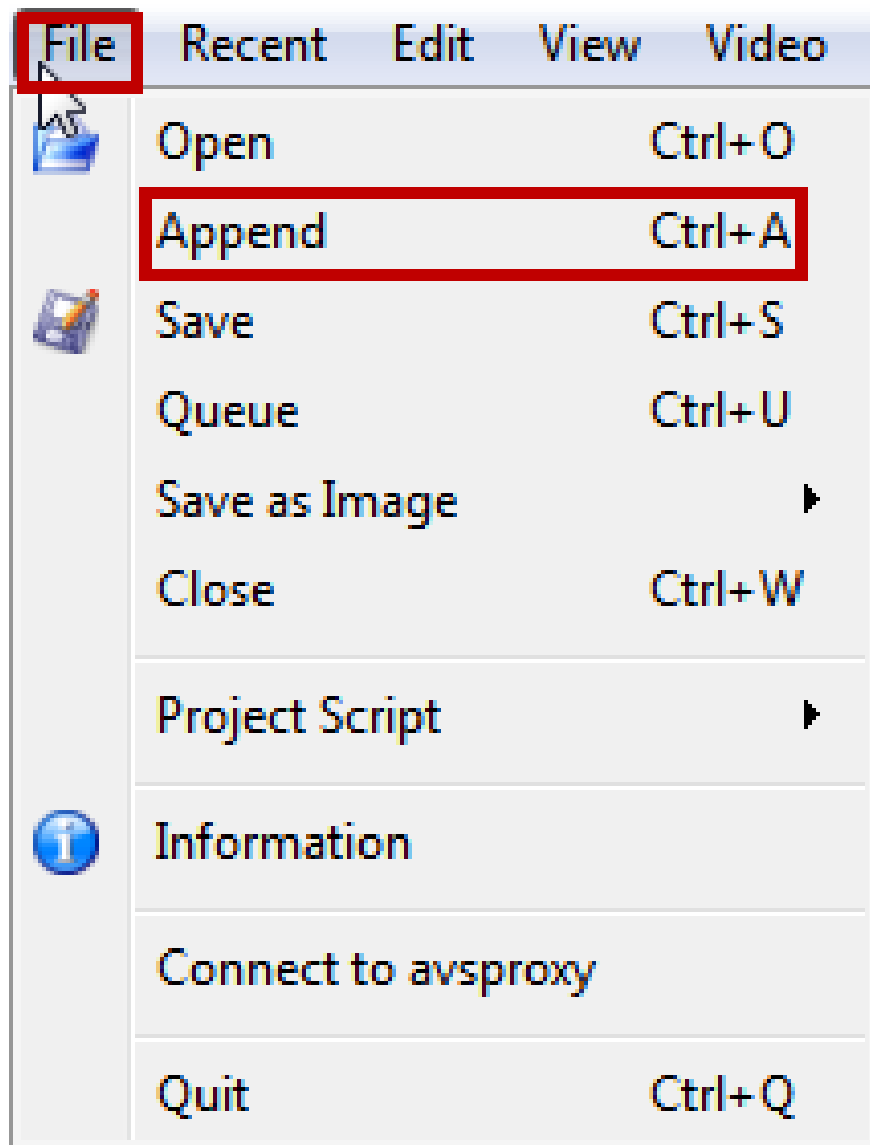 File Recent Edit View Video
Open Ctrl+O
Append Ctrl+A
Save Ctrl+S
Queue Ctrl+U
Save as Image
Close Ctrl+W
Project Script
Information
Connect to avsproxy
Quit Ctrl+Q